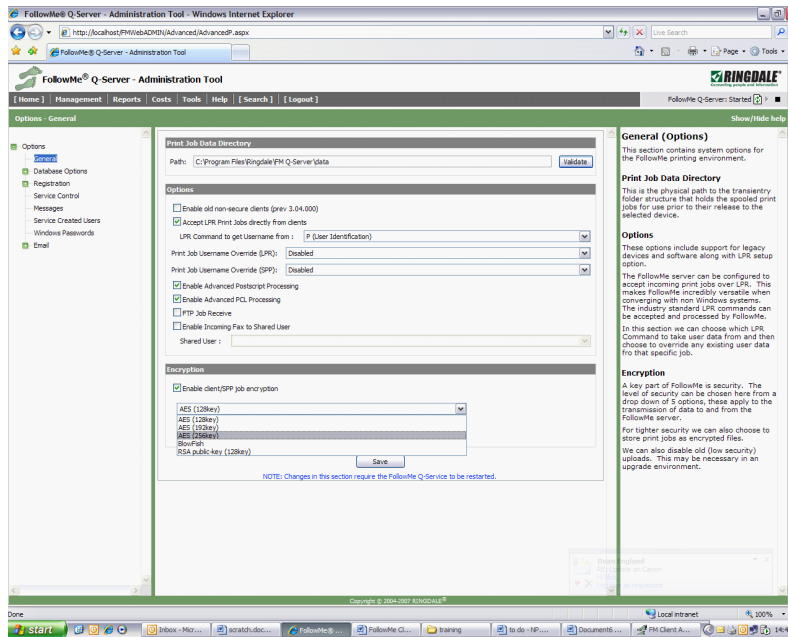 FollowMe® Q-Server - Administration Tool - Windows Internet Explorer
http://localhost/FMWebADMIN/Advanced/AdvancedP.aspx
Live Search
FollowMe® Q-Server - Administration Tool
Page Tools
FollowMe® Q-Server - Administration Tool
RINGDALE®
Connecting people and information
[ Home ] | Management | Reports | Costs | Tools | Help | [ Search ] | [ Logout ]
FollowMe Q-Server: Started
Options - General
Show/Hide help
Options
General
Database Options
Registration
Service Control
Messages
Service Created Users
Windows Passwords
Email
Print Job Data Directory
Path: C:\Program Files\Ringdale\FM Q-Server\data
Validate
Options
Enable old non-secure clients (prev 3.04.000)
Accept LPR Print Jobs directly from clients
LPR Command to get Username from : P (User Identification)
Print Job Username Override (LPR): Disabled
Print Job Username Override (SPP): Disabled
Enable Advanced Postscript Processing
Enable Advanced PCL Processing
FTP Job Receive
Enable Incoming Fax to Shared User
Shared User :
Encryption
Enable client/SPP job encryption
AES (128key)
AES (128key)
AES (192key)
AES (256key)
BlowFish
RSA public-key (128key)
Save
NOTE: Changes in this section require the FollowMe Q-Service to be restarted.
General (Options)
This section contains system options for
the FollowMe printing environment.
Print Job Data Directory
This is the physical path to the transientry
folder structure that holds the spooled print
jobs for use prior to their release to the
selected device.
Options
These options include support for legacy
devices and software along with LPR setup
option.
The FollowMe server can be configured to
accept incoming print jobs over LPR. This
makes FollowMe incredibly versatile when
converging with non Windows systems.
The industry standard LPR commands can
be accepted and processed by FollowMe.
In this section we can choose which LPR
Command to take user data from and then
choose to override any existing user data
fro that specific job.
Encryption
A key part of FollowMe is security. The
level of security can be chosen here from a
drop down of 5 options, these apply to the
transmission of data to and from the
FollowMe server.
For tighter security we can also choose to
store print jobs as encrypted files.
We can also disable old (low security)
uploads. This may be necessary in an
upgrade environment.
Copyright © 2004-2007 RINGDALE®
Done
Local intranet
100%
start
Inbox - Micr...
scratch.doc...
FollowMe® ...
FollowMe Cl...
training
to do - NP....
Document6 ...
FM Client A...
14:4